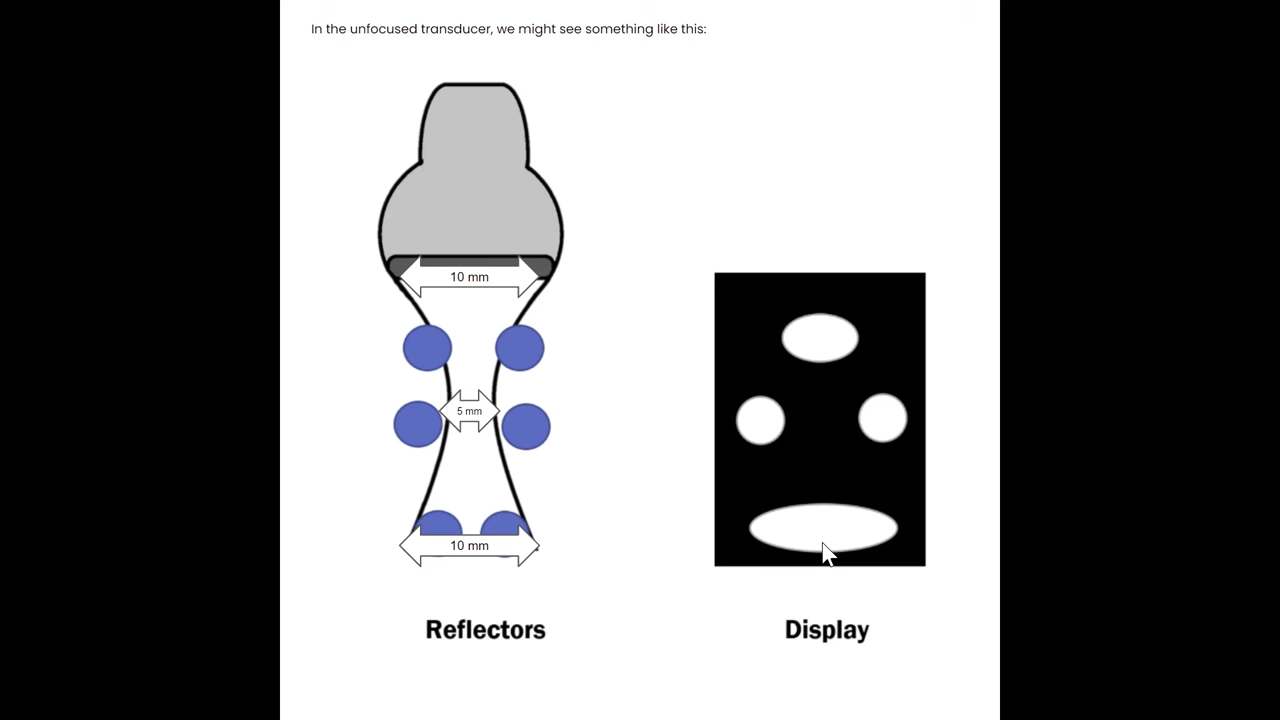 In the unfocused transducer, we might see something like this:
10 mm
5 mm
10 mm
Reflectors
Display